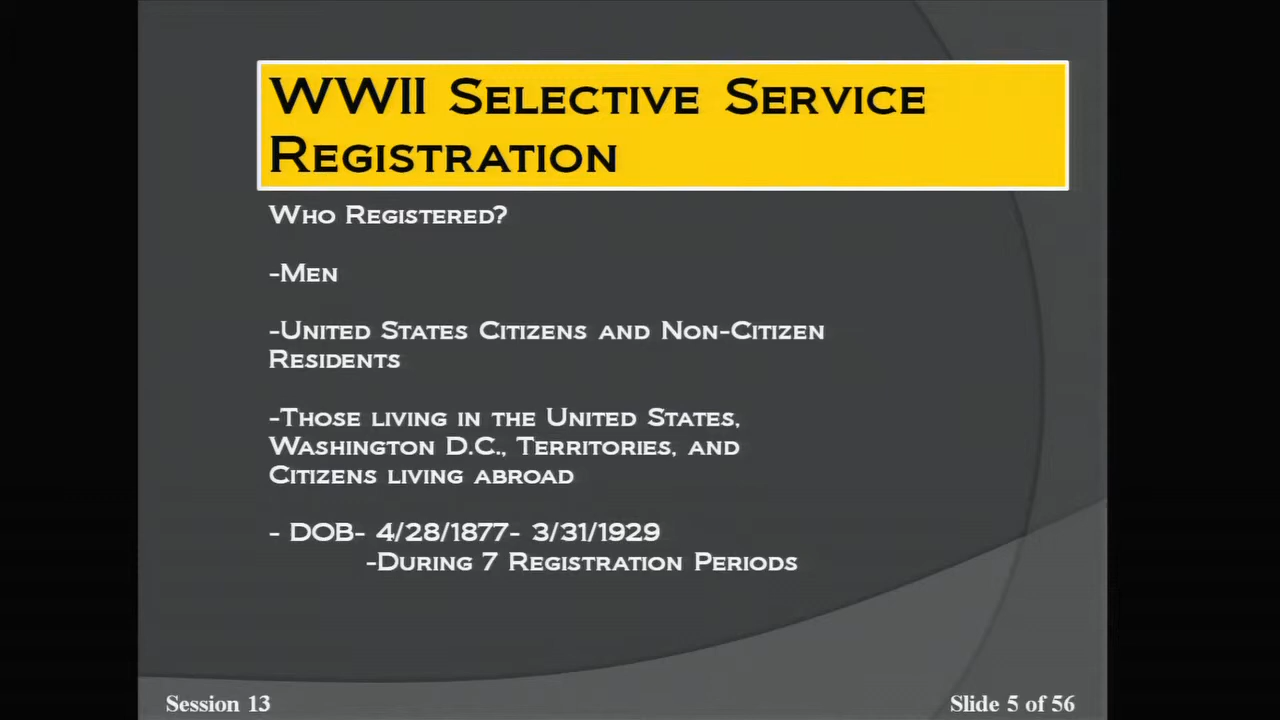 WWII Selective Service
Registration
Who Registered?
-Men
-United States Citizens and Non-Citizen
Residents
-Those living in the United States,
Washington D.C., Territories, and
Citizens living abroad
- DOB- 4/28/1877- 3/31/1929
-During 7 Registration Periods
Session 13
Slide 5 of 56